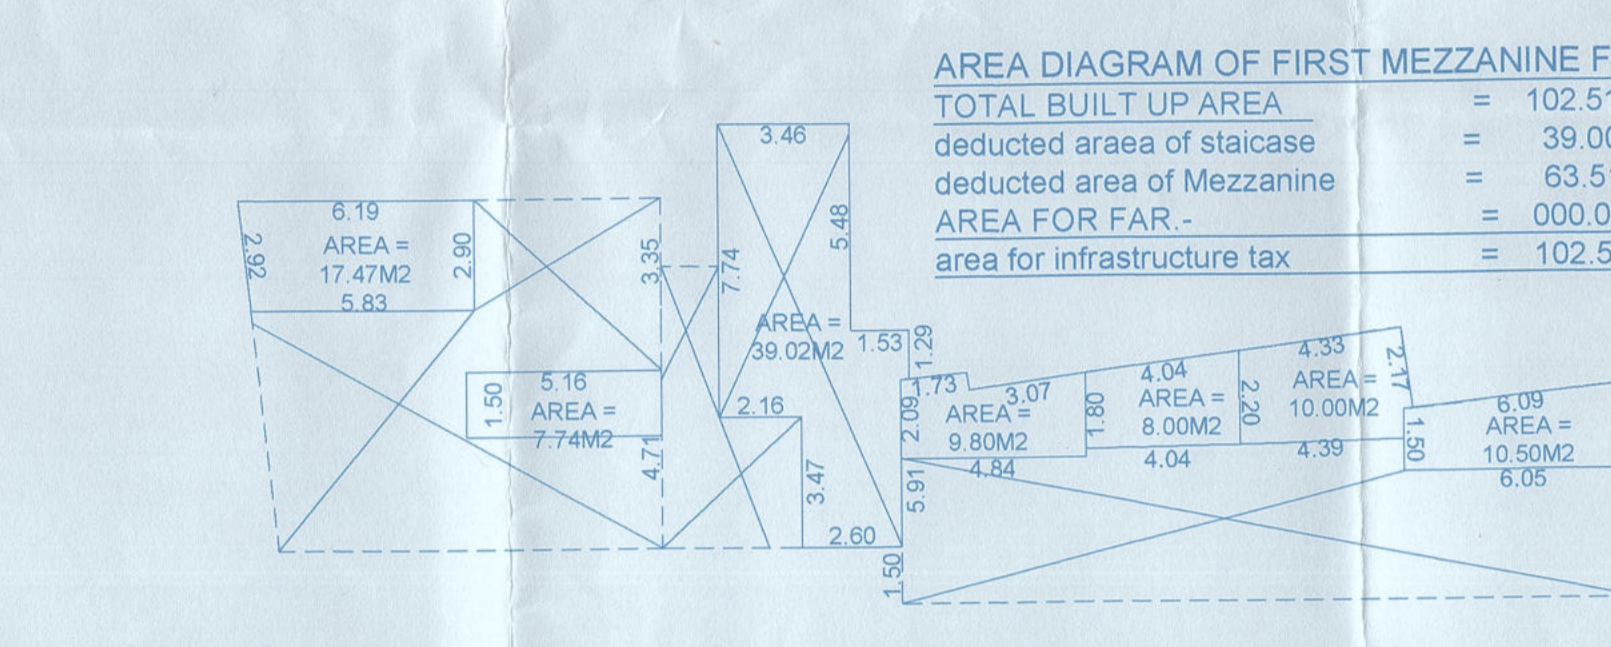 AREA DIAGRAM OF FIRST MEZZANINE F
TOTAL BUILT UP AREA = 102.51
deducted araea of staicase = 39.00
deducted area of Mezzanine = 63.51
AREA FOR FAR.- = 000.0
area for infrastructure tax = 102.5
3.46
6.19
2.92
AREA =
17.47M2
2.90
5.83
3.35
7.74
5.48
AREA =
39.02M2
1.53
1.29
1.50
5.16
AREA =
7.74M2
4.71
2.16
3.47
2.60
1.73
2.09
3.07
AREA =
9.80M2
4.84
5.91
1.50
1.80
4.04
AREA =
8.00M2
4.04
2.20
4.33
AREA =
10.00M2
4.39
2.17
1.50
6.09
AREA =
10.50M2
6.05